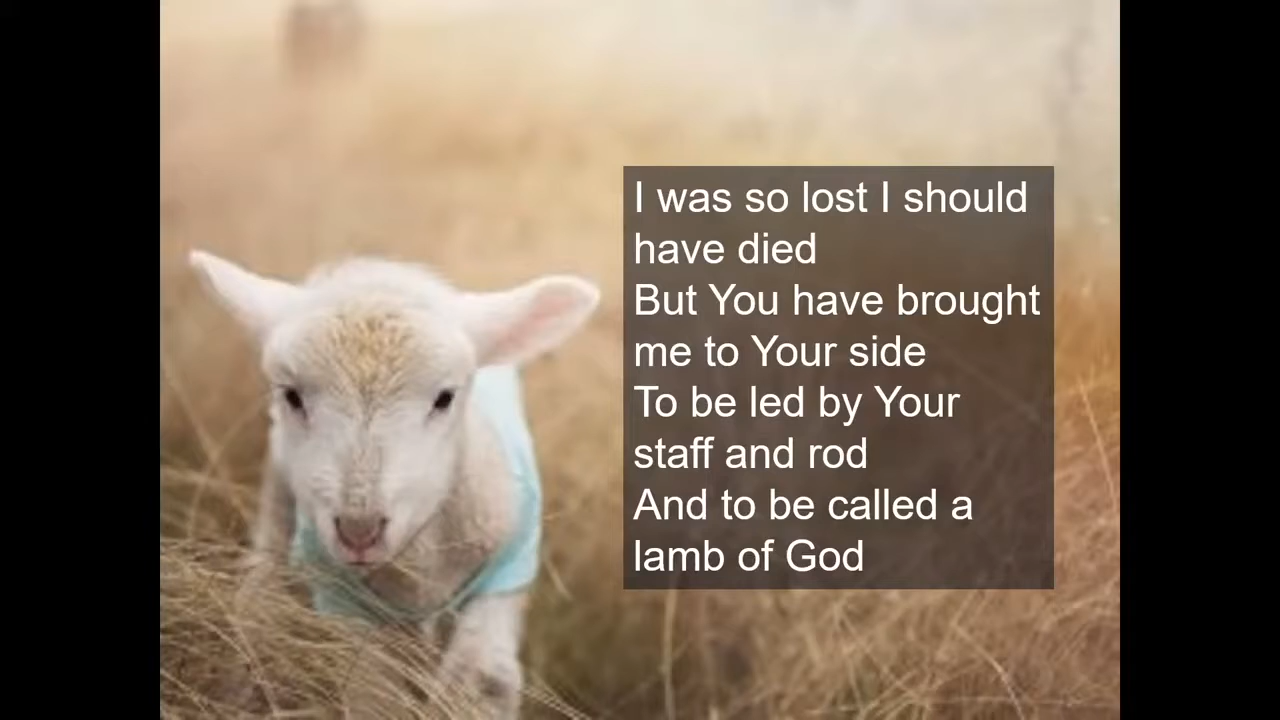 I was so lost I should
have died
But You have brought
me to Your side
To be led by Your
staff and rod
And to be called a
lamb of God